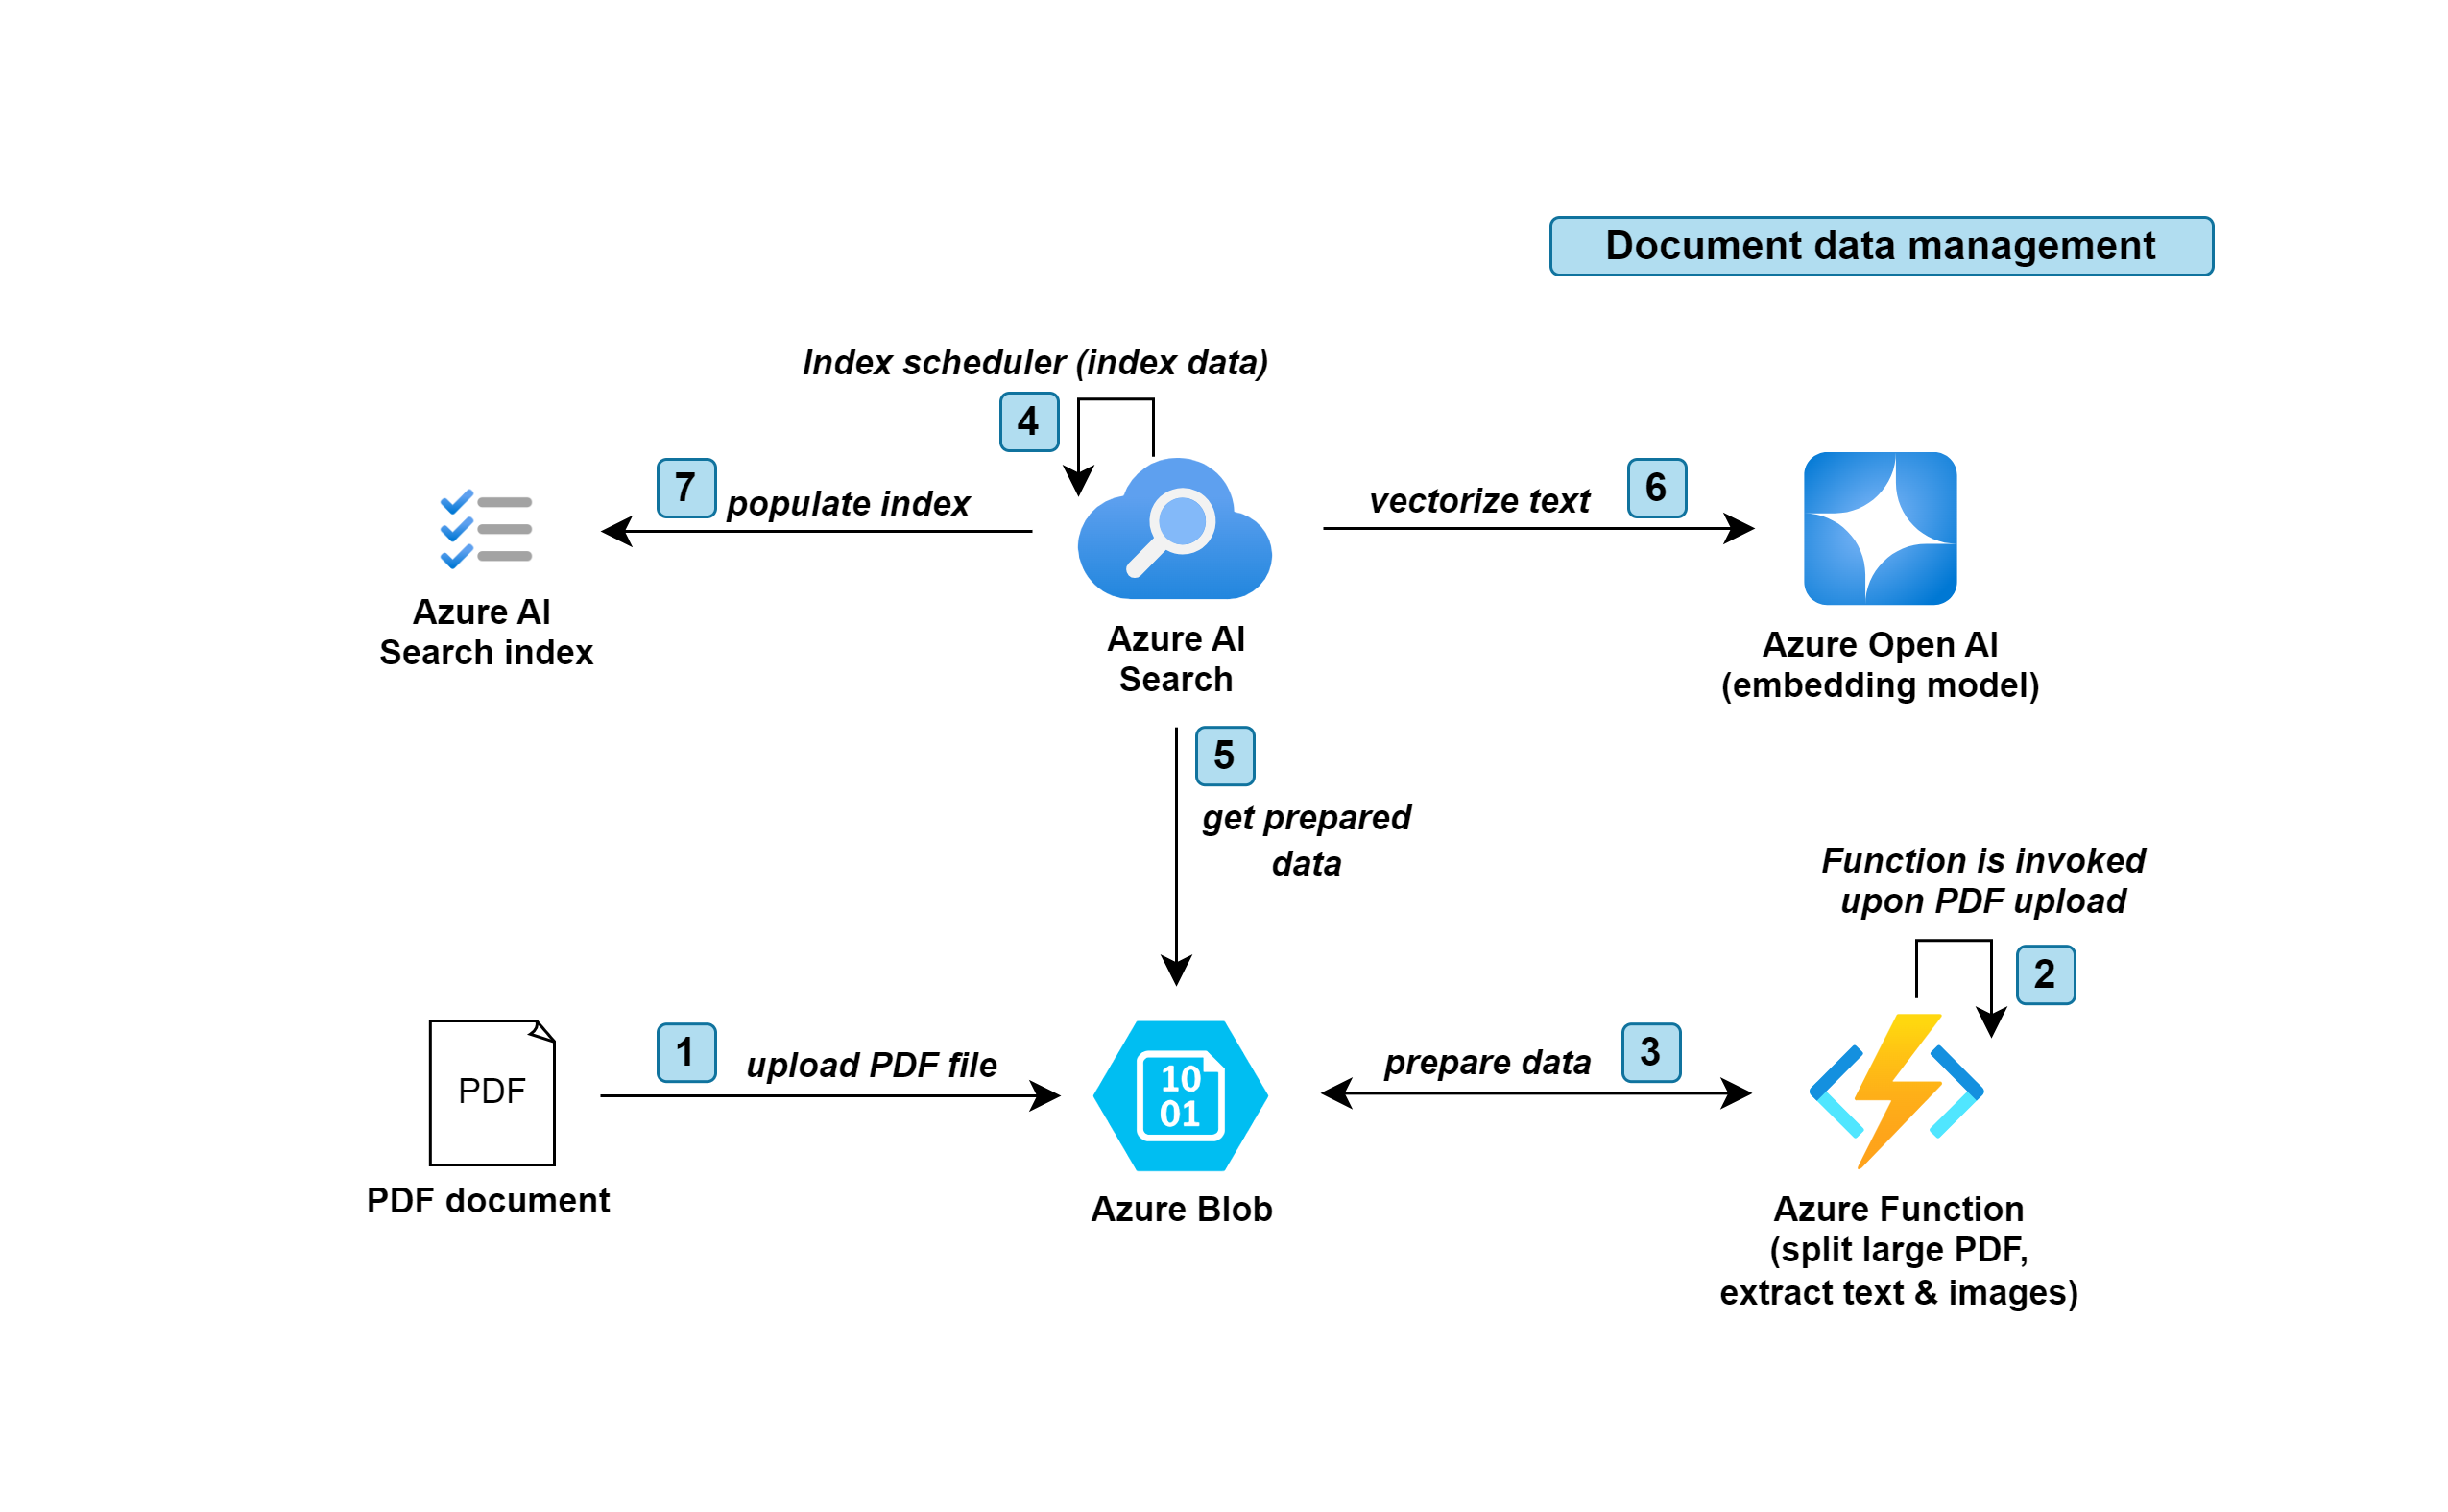 Document data management
Index scheduler (index data)
4
7
populate index
vectorize text
6
Azure AI
Search index
Azure AI
Search
Azure Open AI
(embedding model)
5
get prepared
data
Function is invoked
upon PDF upload
2
PDF
1
upload PDF file
10
01
prepare data
3
PDF document
Azure Blob
Azure Function
(split large PDF,
extract text & images)